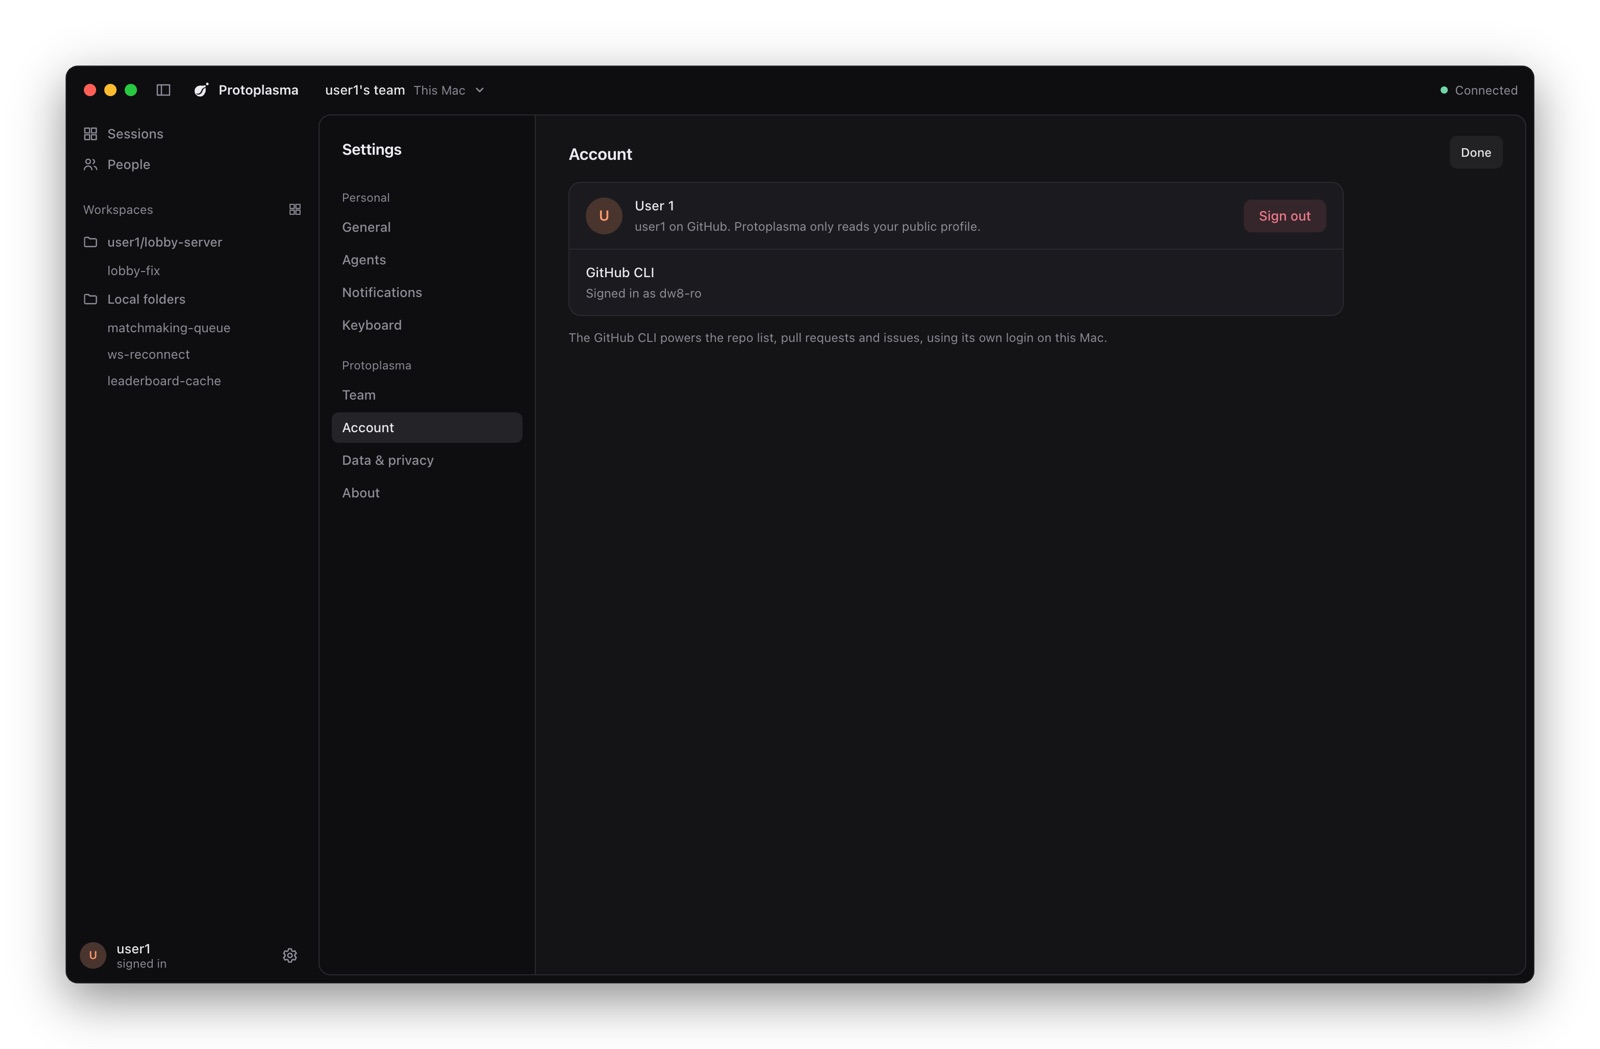 Protoplasma
user1's team This Mac
Connected
Sessions
People
Workspaces
user1/lobby-server
lobby-fix
Local folders
matchmaking-queue
ws-reconnect
leaderboard-cache
U
user1
signed in
Settings
Personal
General
Agents
Notifications
Keyboard
Protoplasma
Team
Account
Data & privacy
About
Account
Done
U
User 1
user1 on GitHub. Protoplasma only reads your public profile.
Sign out
GitHub CLI
Signed in as dw8-ro
The GitHub CLI powers the repo list, pull requests and issues, using its own login on this Mac.